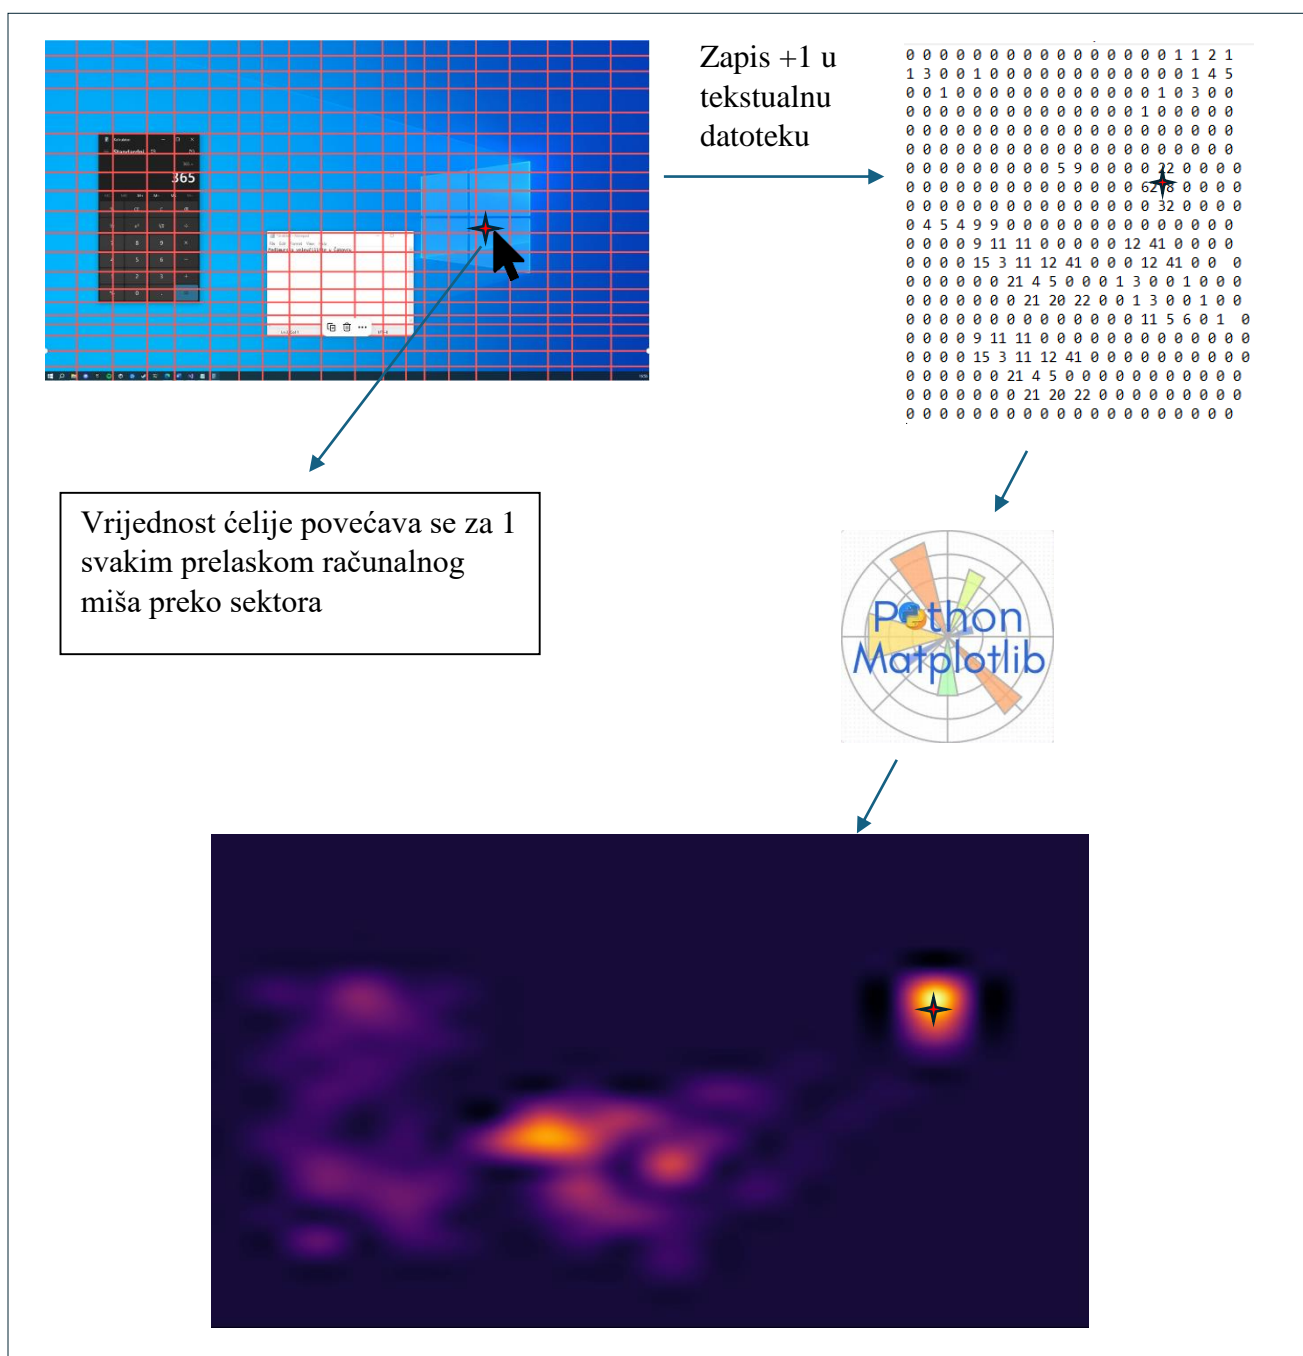 Zapis +1 u
tekstualnu
datoteku
365
0 0 0 0 0 0 0 0 0 0 0 0 0 0 0 0 1 1 2 1
1 3 0 0 1 0 0 0 0 0 0 0 0 0 0 0 0 1 4 5
0 0 1 0 0 0 0 0 0 0 0 0 0 0 0 1 0 3 0 0
0 0 0 0 0 0 0 0 0 0 0 0 0 0 1 0 0 0 0 0
0 0 0 0 0 0 0 0 0 0 0 0 0 0 0 0 0 0 0 0
0 0 0 0 0 0 0 0 0 0 0 0 0 0 0 0 0 0 0 0
0 0 0 0 0 0 0 0 0 5 9 0 0 0 0 22 0 0 0 0
0 0 0 0 0 0 0 0 0 0 0 0 0 0 0 0 0 0
0 0 0 0 0 0 0 0 0 0 0 0 0 0 0 32 0 0 0 0
4 5 4 9 9 0 0 0 0 0 0 0 0 0 0 0 0 0 0
0 0 0 0 9 11 11 0 0 0 0 0 12 41 0 0 0 0
0 0 0 0 15 3 11 12 41 0 0 0 12 41 0 0 0
0 0 0 0 0 0 21 4 5 0 0 0 1 3 0 0 1 0 0 0
0 0 0 0 0 0 0 21 20 22 0 0 1 3 0 0 1 0 0
0 0 0 0 0 0 0 0 0 0 0 0 0 0 11 5 6 0 1 0
0 0 0 0 9 11 11 0 0 0 0 0 0 0 0 0 0 0 0 0
0 0 0 0 15 3 11 12 41 0 0 0 0 0 0 0 0 0 0
0 0 0 0 0 0 21 4 5 0 0 0 0 0 0 0 0 0 0 0
0 0 0 0 0 0 0 21 20 22 0 0 0 0 0 0 0 0 0
0 0 0 0 0 0 0 0 0 0 0 0 0 0 0 0 0 0 0 0
Vrijednost ćelije povećava se za 1
svakim prelaskom računalnog
miša preko sektora
Python
Matplotlib